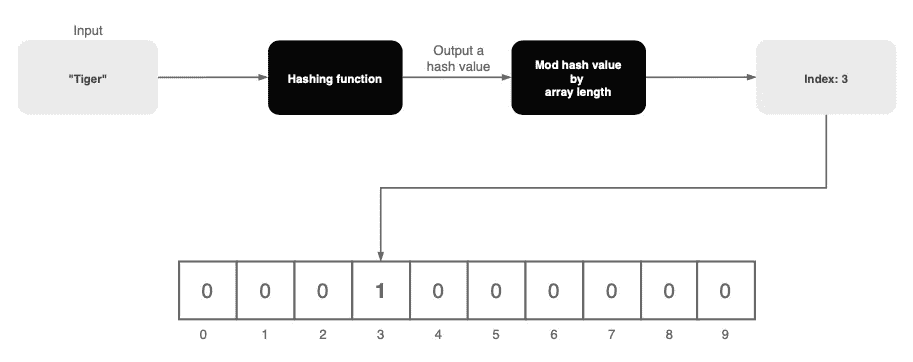 Input
"Tiger"
Hashing function
Output a
hash value
Mod hash value
by
array length
Index: 3
0 0 0 1 0 0 0 0 0 0
0 1 2 3 4 5 6 7 8 9